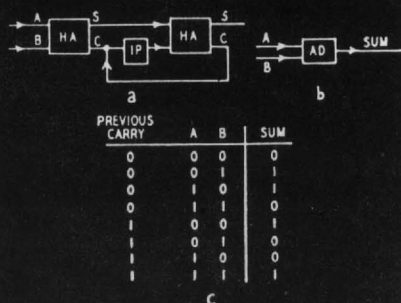 A S S
B HA C IP HA C
A
B AD SUM
a b
PREVIOUS
CARRY A B SUM
0 0 0 0
0 0 1 1
0 1 0 1
0 1 1 0
1 0 0 1
1 0 1 0
1 1 0 0
1 1 1 1
c